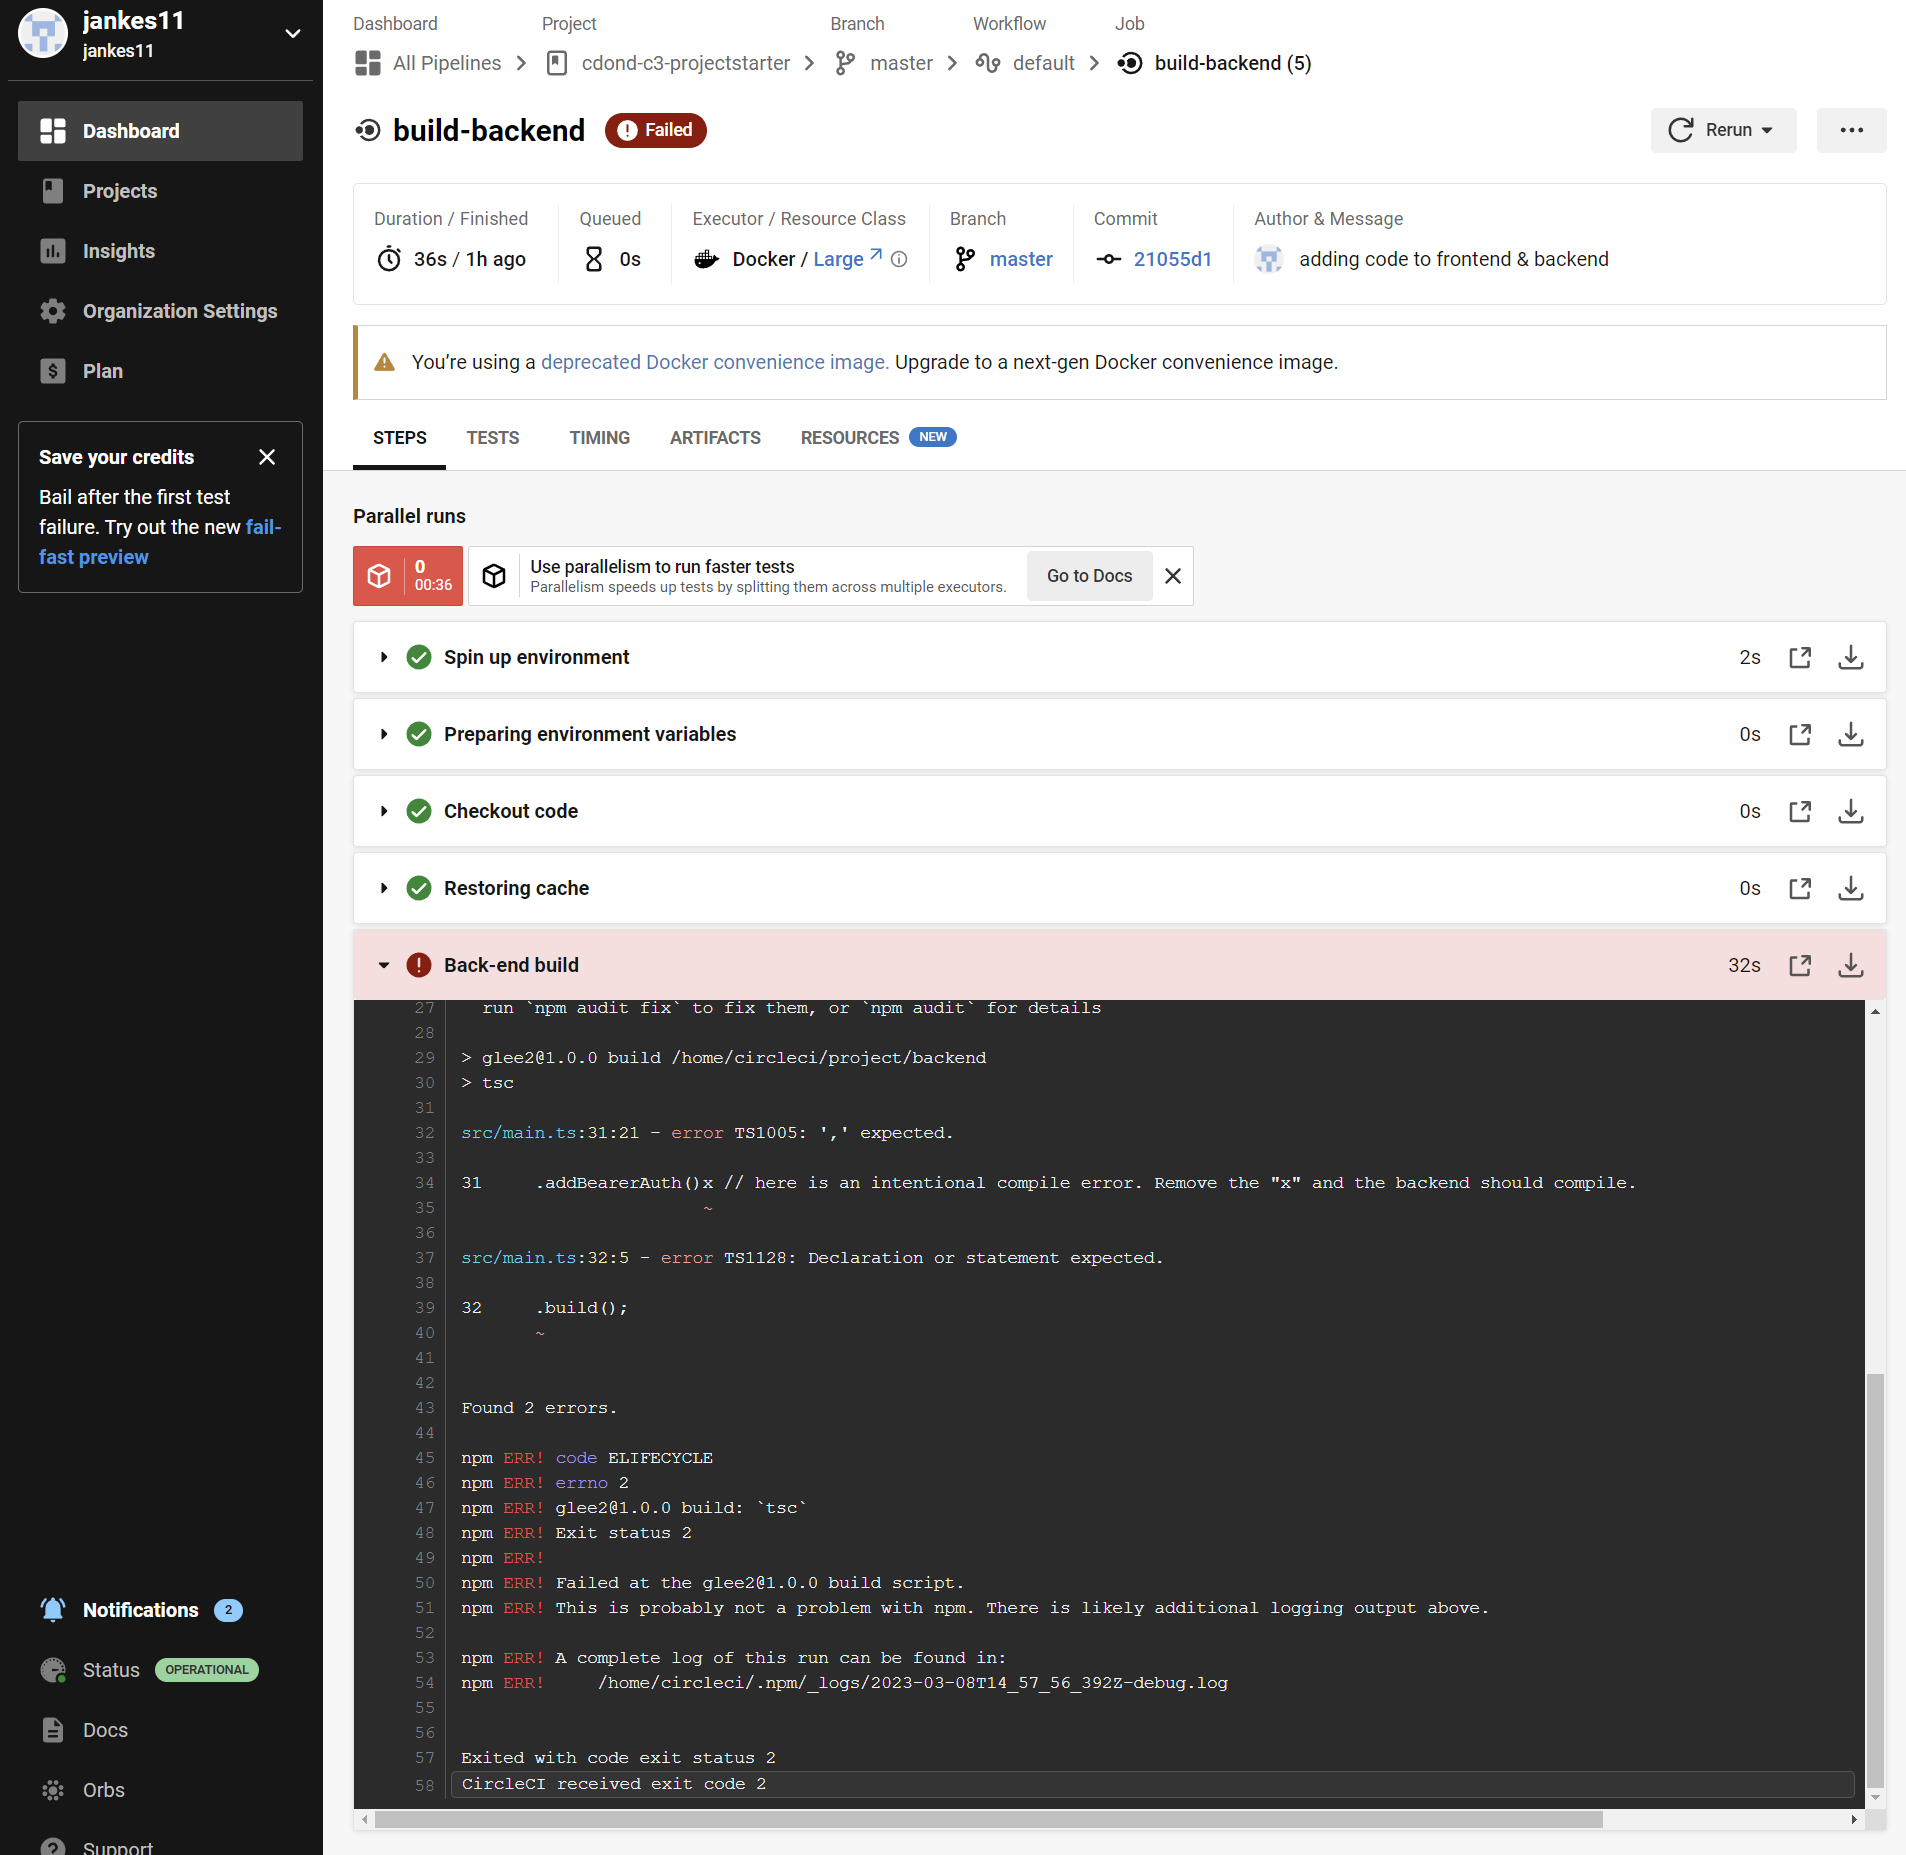 jankes11
jankes11
Dashboard
Projects
Insights
Organization Settings
Plan
Save your credits
Bail after the first test
failure. Try out the new fail-
fast preview
Notifications 2
Status OPERATIONAL
Docs
Orbs
Support
Dashboard Project Branch Workflow Job
All Pipelines cdond-c3-projectstarter master default build-backend (5)
build-backend Failed Rerun
Duration / Finished Queued Executor / Resource Class Branch Commit Author & Message
36s / 1h ago 0s Docker / Large master 21055d1 adding code to frontend & backend
You’re using a deprecated Docker convenience image. Upgrade to a next-gen Docker convenience image.
STEPS TESTS TIMING ARTIFACTS RESOURCES NEW
Parallel runs
0
00:36
Use parallelism to run faster tests
Parallelism speeds up tests by splitting them across multiple executors.
Go to Docs
Spin up environment 2s
Preparing environment variables 0s
Checkout code 0s
Restoring cache 0s
Back-end build 32s
27 run `npm audit fix` to fix them, or `npm audit` for details
28
29 > glee2@1.0.0 build /home/circleci/project/backend
30 > tsc
31
32 src/main.ts:31:21 - error TS1005: ',' expected.
33
34 31     .addBearerAuth()x // here is an intentional compile error. Remove the "x" and the backend should compile.
35 ~
36
37 src/main.ts:32:5 - error TS1128: Declaration or statement expected.
38
39 32     .build();
40 ~
41
42
43 Found 2 errors.
44
45 npm ERR! code ELIFECYCLE
46 npm ERR! errno 2
47 npm ERR! glee2@1.0.0 build: `tsc`
48 npm ERR! Exit status 2
49 npm ERR!
50 npm ERR! Failed at the glee2@1.0.0 build script.
51 npm ERR! This is probably not a problem with npm. There is likely additional logging output above.
52
53 npm ERR! A complete log of this run can be found in:
54 npm ERR!     /home/circleci/.npm/_logs/2023-03-08T14_57_56_392Z-debug.log
55
56
57 Exited with code exit status 2
58 CircleCI received exit code 2